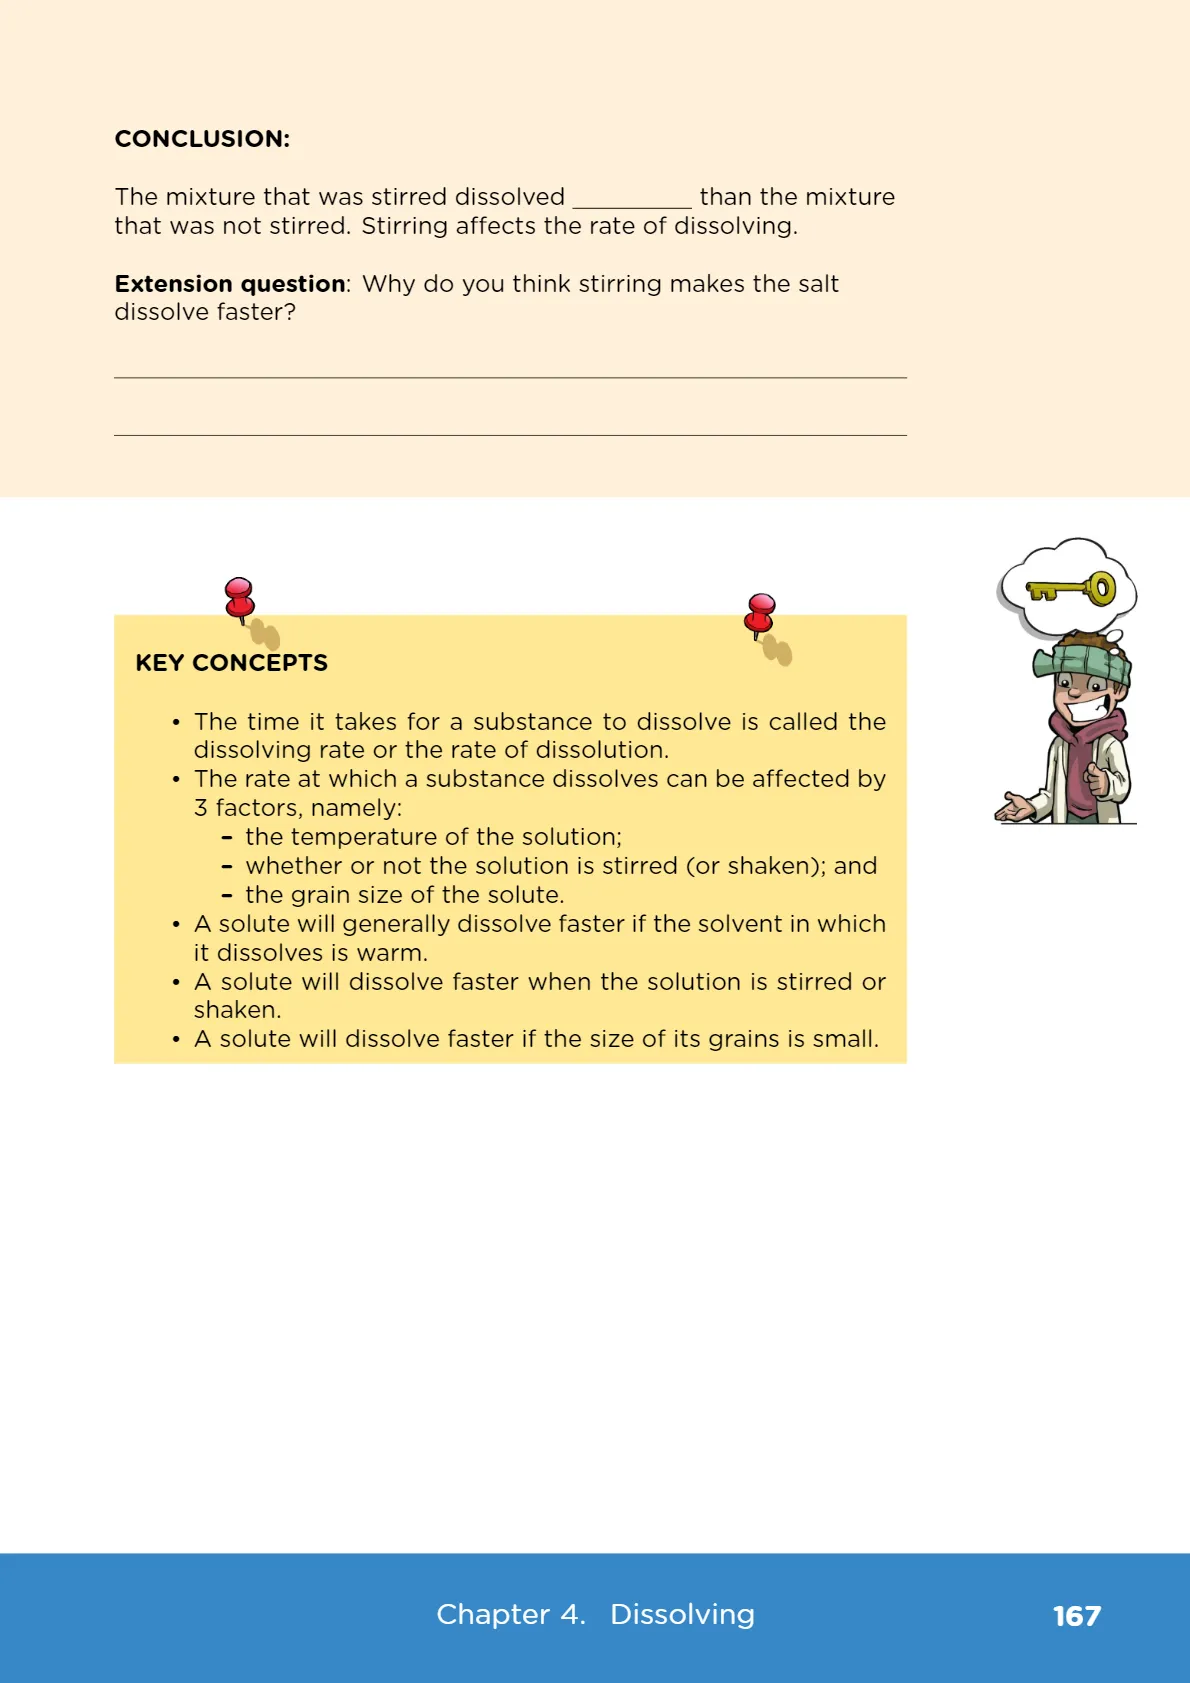 CONCLUSION:
The mixture that was stirred dissolved _________ than the mixture
that was not stirred. Stirring affects the rate of dissolving.
Extension question: Why do you think stirring makes the salt
dissolve faster?
KEY CONCEPTS
• The time it takes for a substance to dissolve is called the
dissolving rate or the rate of dissolution.
• The rate at which a substance dissolves can be affected by
3 factors, namely:
– the temperature of the solution;
– whether or not the solution is stirred (or shaken); and
– the grain size of the solute.
• A solute will generally dissolve faster if the solvent in which
it dissolves is warm.
• A solute will dissolve faster when the solution is stirred or
shaken.
• A solute will dissolve faster if the size of its grains is small.
Chapter 4. Dissolving 167